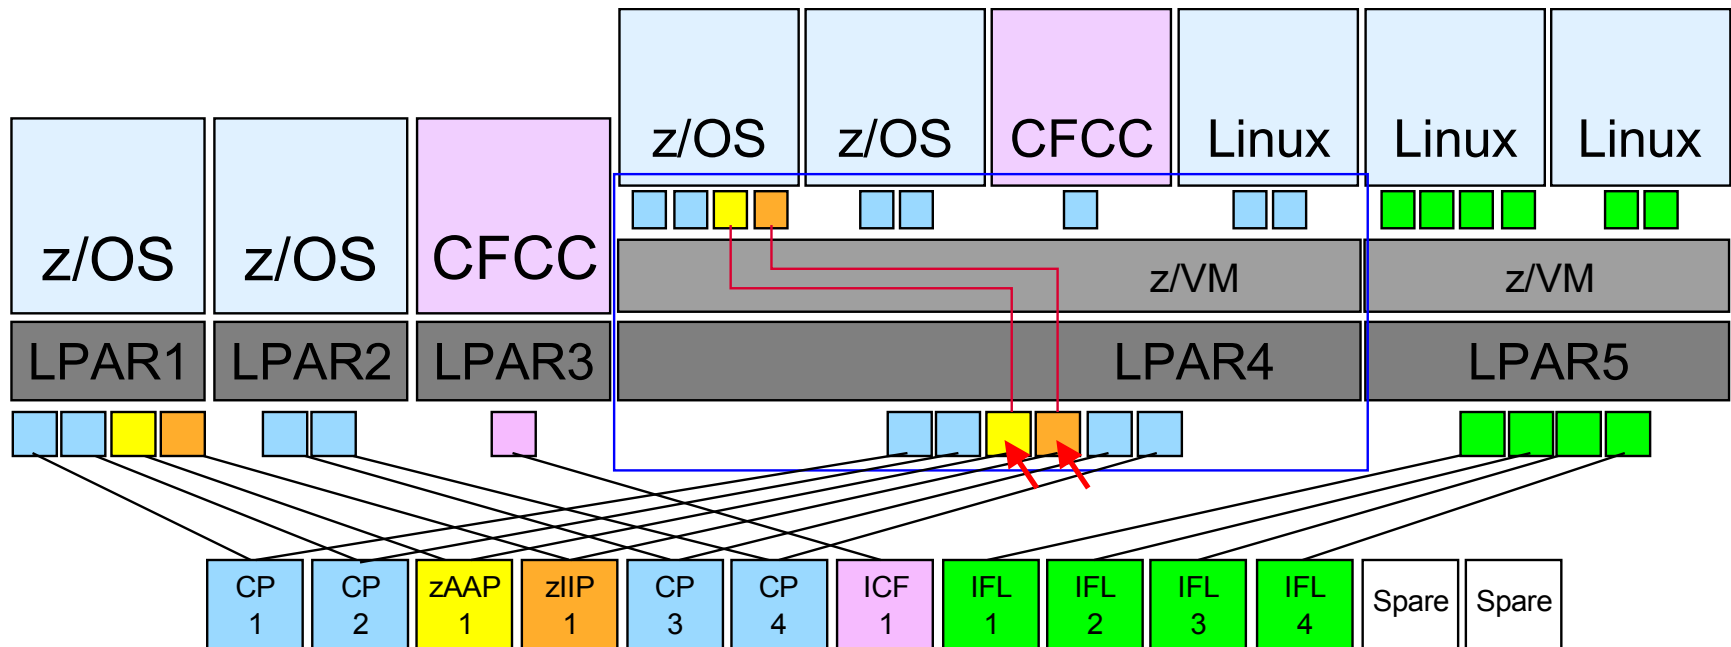 z/OS
z/OS
CFCC
Linux
Linux
Linux
z/OS
z/OS
CFCC
z/VM
z/VM
LPAR1
LPAR2
LPAR3
LPAR4
LPAR5
CP
1
CP
2
zAAP
1
zIIP
1
CP
3
CP
4
ICF
1
IFL
1
IFL
2
IFL
3
IFL
4
Spare
Spare